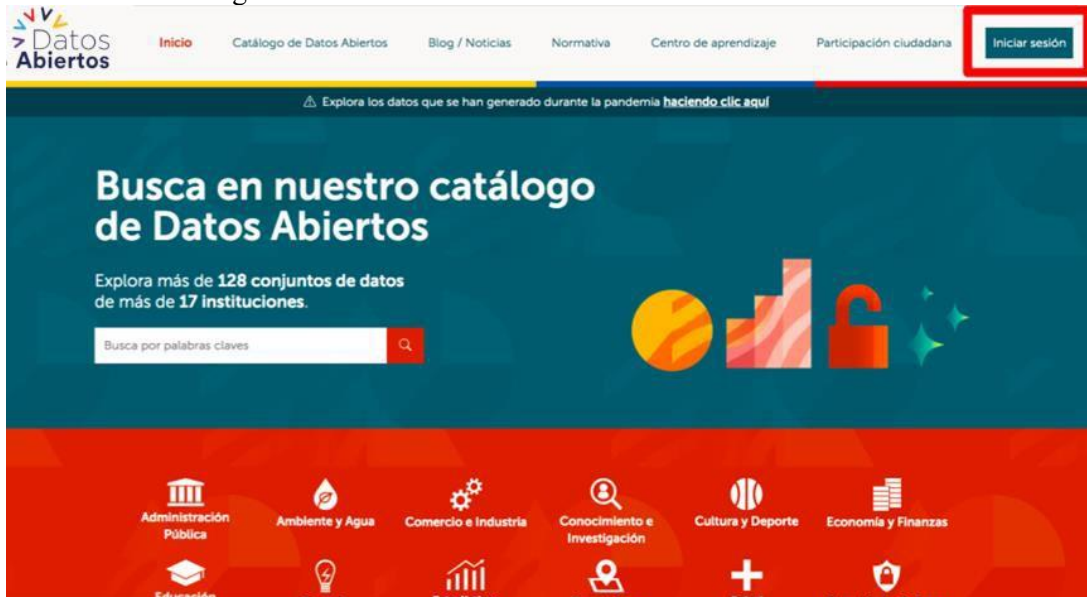 Datos
Abiertos
Inicio
Catálogo de Datos Abiertos
Blog / Noticias
Normativa
Centro de aprendizaje
Participación ciudadana
Iniciar sesión
Explora los datos que se han generado durante la pandemia haciendo clic aquí
Busca en nuestro catálogo
de Datos Abiertos
Explora más de 128 conjuntos de datos
de más de 17 instituciones.
Busca por palabras claves
Administración
Pública
Ambiente y Agua
Comercio e Industria
Conocimiento e
Investigación
Cultura y Deporte
Economía y Finanzas
Educación